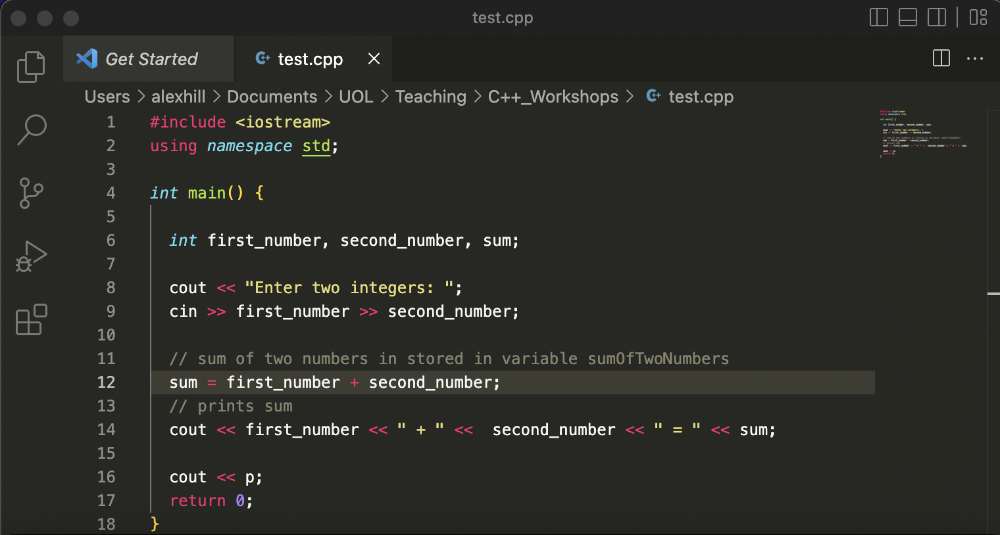 test.cpp
Get Started
test.cpp
Users > alexhill > Documents > UOL > Teaching > C++_Workshops > test.cpp
1 #include <iostream>
2 using namespace std;
3
4 int main() {
5
6   int first_number, second_number, sum;
7
8   cout << "Enter two integers: ";
9   cin >> first_number >> second_number;
10
11   // sum of two numbers in stored in variable sumOfTwoNumbers
12   sum = first_number + second_number;
13   // prints sum
14   cout << first_number << " + " <<  second_number << " = " << sum;
15
16   cout << p;
17   return 0;
18 }